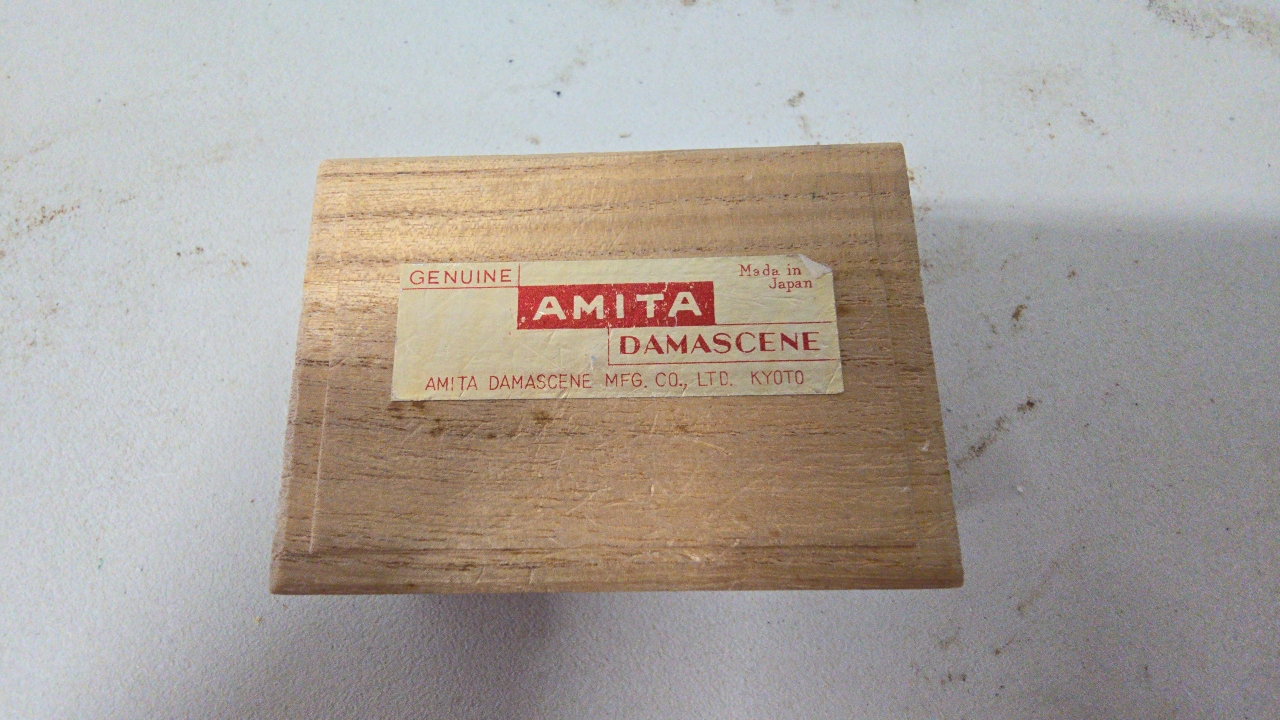 GENUINE
Made in
Japan
AMITA
DAMASCENE
AMITA DAMASCENE MFG. CO., LTD. KYOTO